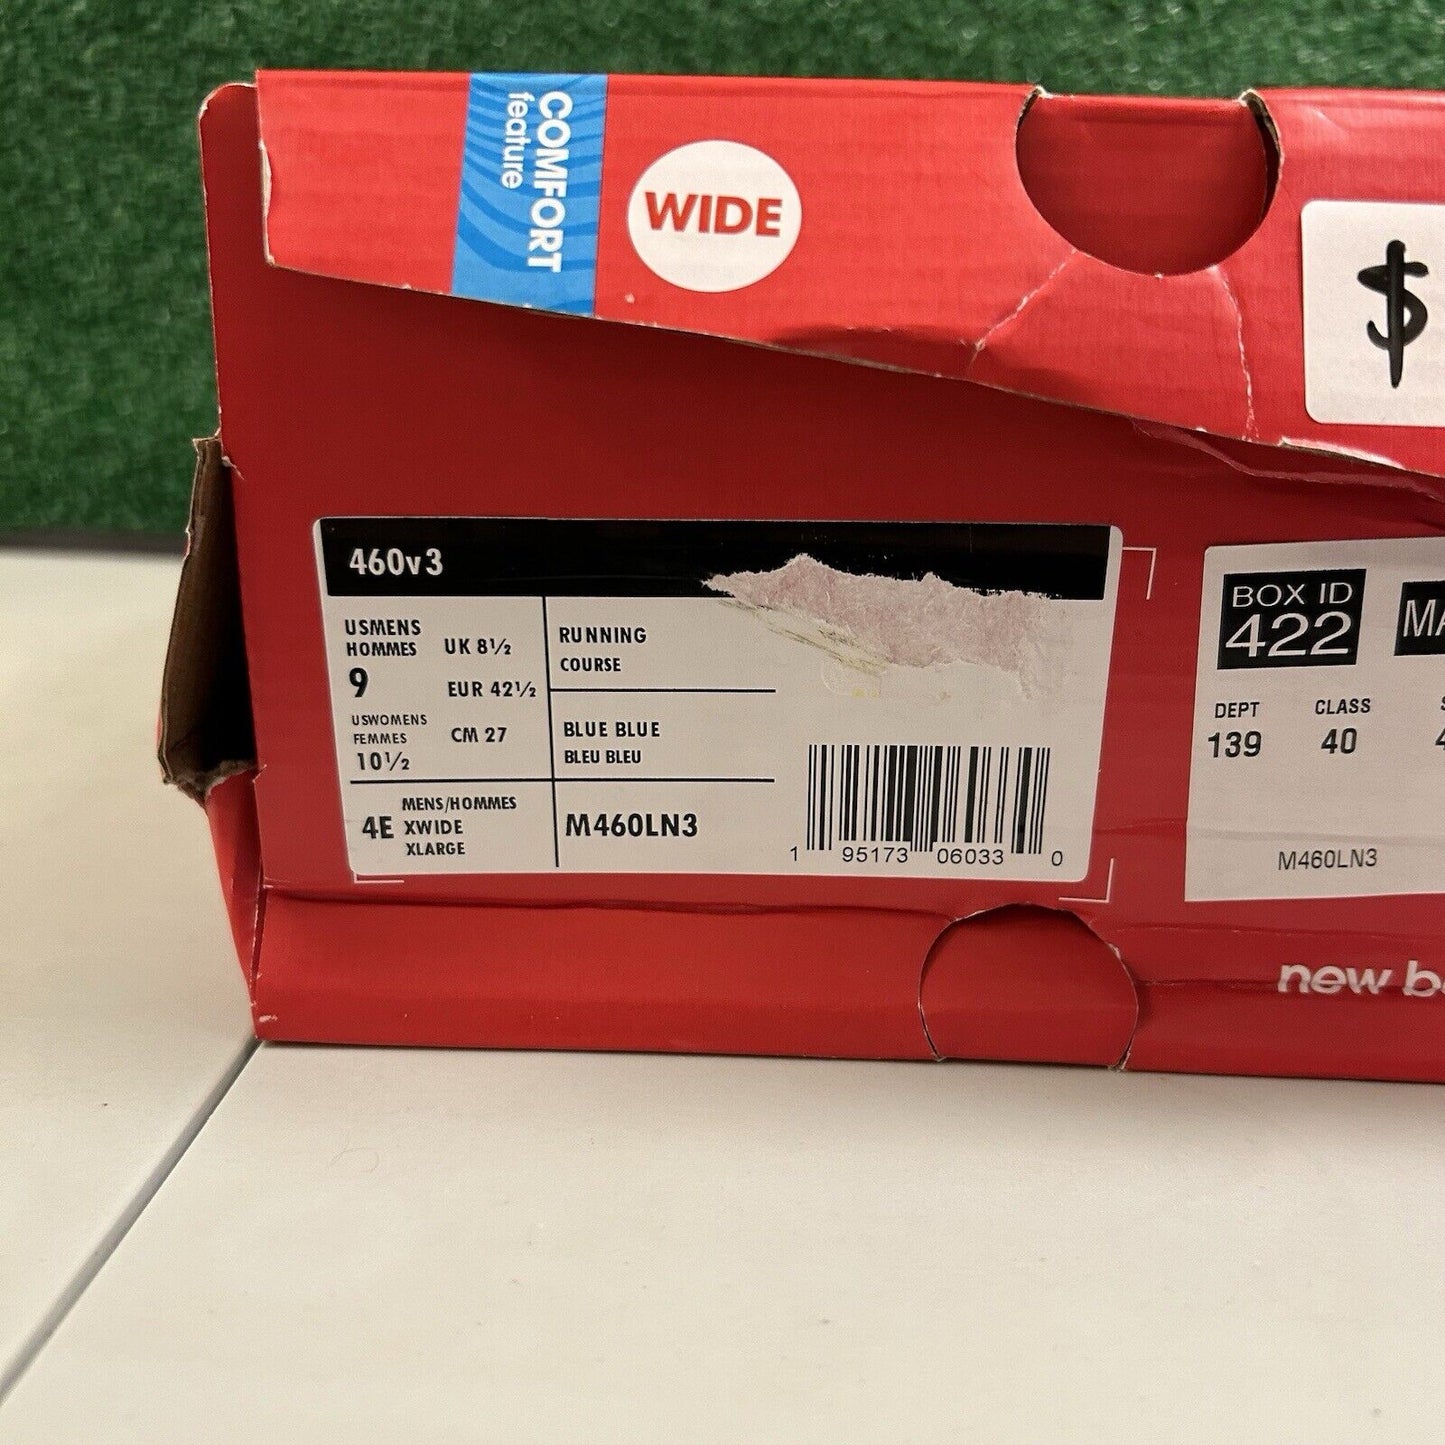 COMFORT
feature
WIDE
$
460v3
USMENS
HOMMES
9
UK 8½
EUR 42½
USWOMENS
FEMMES
10½
CM 27
4E
MENS/HOMMES
XWIDE
XLARGE
RUNNING
COURSE
BLUE BLUE
BLEU BLEU
M460LN3
1 95173 06033 0
BOX ID
422
DEPT
139
CLASS
40
M460LN3
new